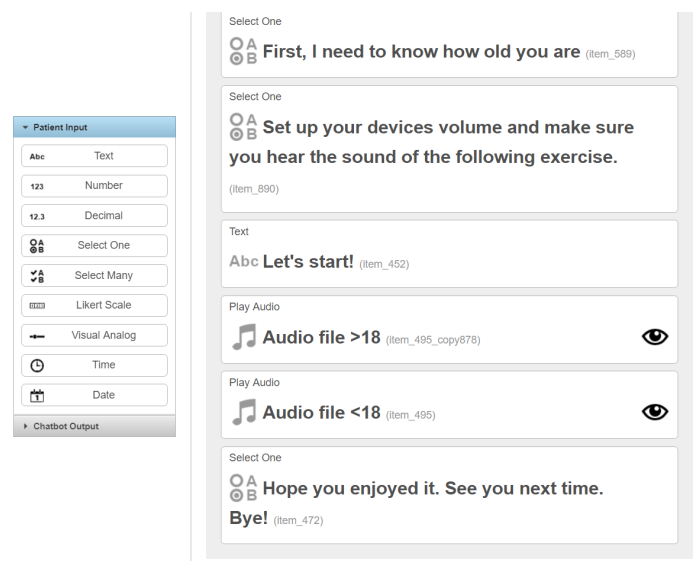 Patient Input
Abc Text
123 Number
12.3 Decimal
Select One
Select Many
Likert Scale
Visual Analog
Time
Date
Chatbot Output
Select One
First, I need to know how old you are (item_589)
Select One
Set up your devices volume and make sure
you hear the sound of the following exercise.
(item_890)
Text
Abc Let's start! (item_452)
Play Audio
Audio file >18 (item_495_copy878)
Play Audio
Audio file <18 (item_495)
Select One
Hope you enjoyed it. See you next time.
Bye! (item_472)